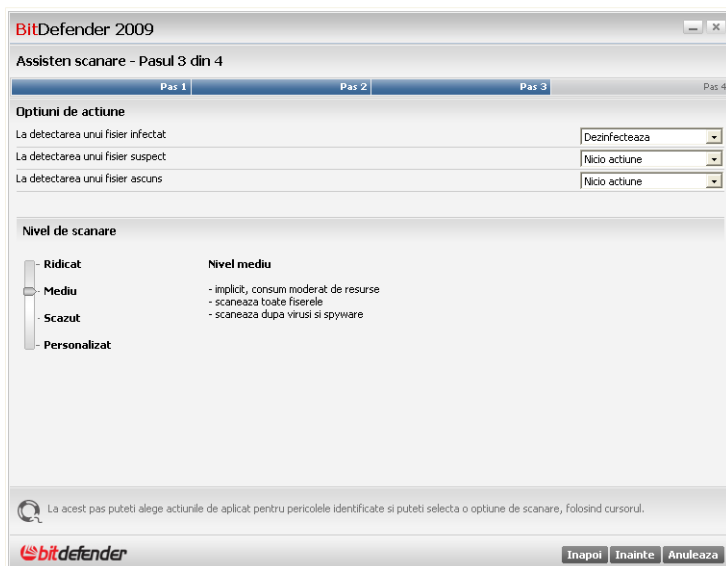 BitDefender 2009
Assisten scanare - Pasul 3 din 4
Pas 1 Pas 2 Pas 3 Pas 4
Optiuni de actiune
La detectarea unui fisier infectat Dezinfecteaza
La detectarea unui fisier suspect Nicio actiune
La detectarea unui fisier ascuns Nicio actiune
Nivel de scanare
Ridicat Nivel mediu
Mediu - implicit, consum moderat de resurse
- scaneaza toate fiserele
Scazut - scaneaza dupa virusi si spyware
Personalizat
La acest pas puteti alege actiunile de aplicat pentru pericolele identificate si puteti selecta o optiune de scanare, folosind cursorul.
bitdefender Inapoi Inainte Anuleaza